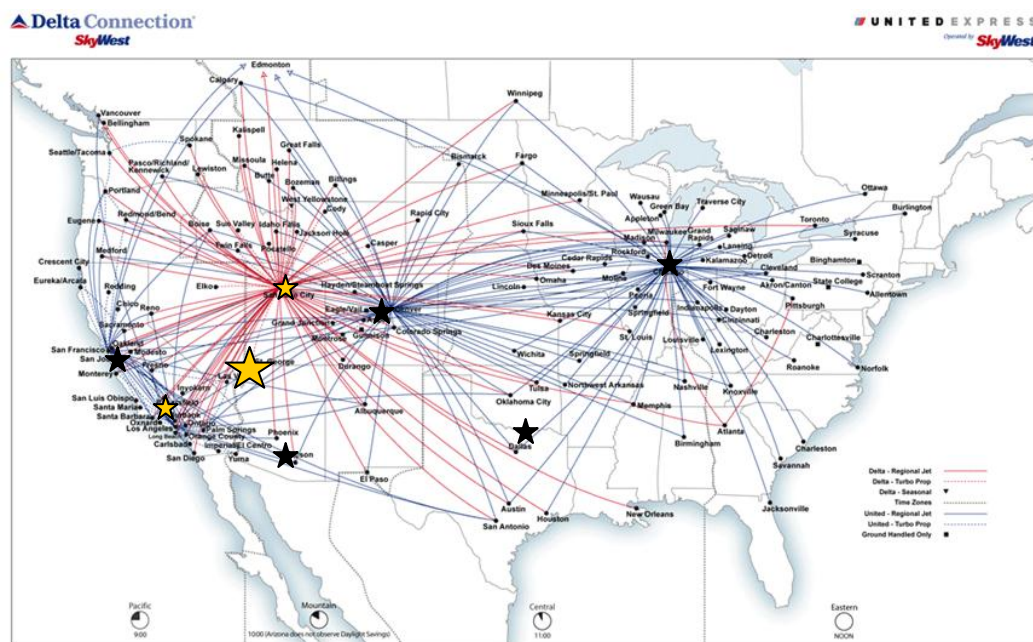 Delta Connection
SkyWest
UNITED EXPRESS
Operated by SkyWest
Edmonton
Calgary
Winnipeg
Vancouver
Bellingham
Kalispell
Spokane
Great Falls
Seattle/Tacoma
Pasco/Richland/
Kennewick
Lewiston
Missoula
Helena
Butte
Bozeman
Billings
Bismarck
Fargo
Portland
West Yellowstone
Cody
Minneapolis/St. Paul
Wausau
Green Bay
Traverse City
Ottawa
Burlington
Redmond/Bend
Eugene
Boise
Sun Valley
Idaho Falls
Jackson Hole
Rapid City
Sioux Falls
Appleton
Milwaukee
Grand
Rapids
Saginaw
Toronto
Syracuse
Madison
Lansing
Medford
Twin Falls
Pocatello
Casper
Rockford
Kalamazoo
Detroit
Binghamton
Crescent City
Cedar Rapids
Des Moines
Cleveland
Scranton
Eureka/Arcata
Redding
Elko
Hayden/Steamboat Springs
Lincoln
Omaha
Moline
Akron/Canton
State College
Allentown
Fort Wayne
Peoria
Chico
Reno
Eagle/Vail
Springfield
Indianapolis
Dayton
Pittsburgh
Sacramento
Grand Junction
Gunnison
Colorado Springs
Kansas City
Cincinnati
Oakland
Montrose
St. Louis
Louisville
Charleston
Charlottesville
San Francisco
Modesto
Lexington
Monterey
Fresno
Durango
Wichita
Springfield
Roanoke
Norfolk
Inyokern
Tulsa
Northwest Arkansas
Nashville
Knoxville
San Luis Obispo
Santa Maria
Santa Barbara
Oxnard
Albuquerque
Oklahoma City
Memphis
Los Angeles
Ontario
Palm Springs
Phoenix
Long Beach
Orange County
Atlanta
Carlsbad
Imperial/El Centro
Dallas
Birmingham
Charleston
San Diego
Yuma
Savannah
El Paso
Austin
San Antonio
Houston
New Orleans
Jacksonville
Delta - Regional Jet
Delta - Turbo Prop
Delta - Seasonal
Time Zones
United - Regional Jet
United - Turbo Prop
Ground Handled Only
Pacific
9:00
Mountain
10:00 (Arizona does not observe Daylight Savings)
Central
11:00
Eastern
NOON